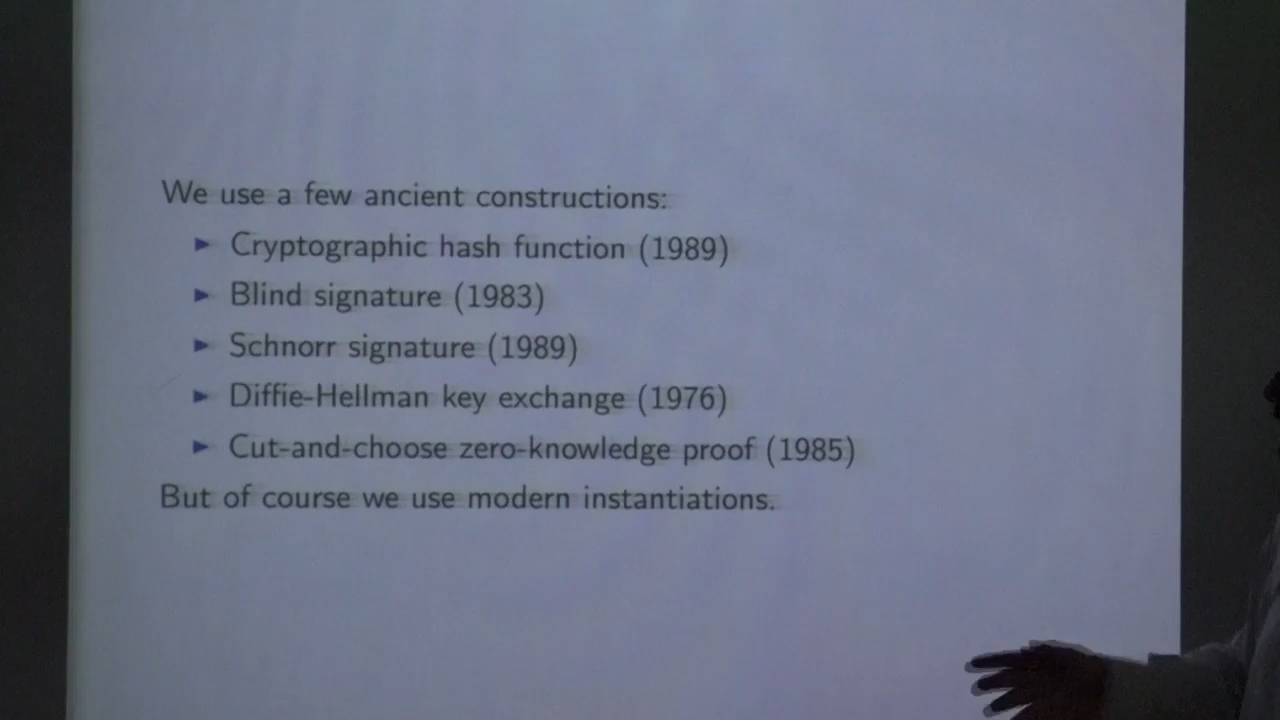 We use a few ancient constructions:
► Cryptographic hash function (1989)
► Blind signature (1983)
► Schnorr signature (1989)
► Diffie-Hellman key exchange (1976)
► Cut-and-choose zero-knowledge proof (1985)
But of course we use modern instantiations.